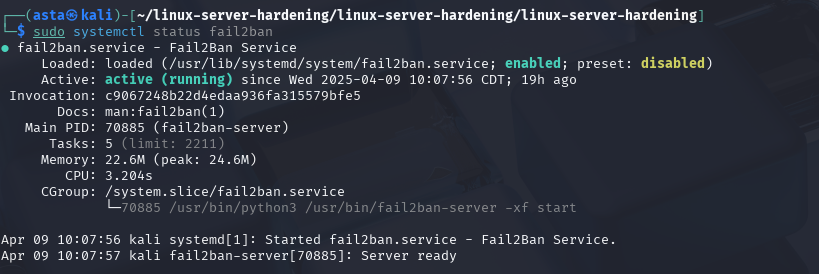 ┌──(asta㉿kali)-[~/linux-server-hardening/linux-server-hardening/linux-server-hardening]
└─$ sudo systemctl status fail2ban
● fail2ban.service - Fail2Ban Service
     Loaded: loaded (/usr/lib/systemd/system/fail2ban.service; enabled; preset: disabled)
     Active: active (running) since Wed 2025-04-09 10:07:56 CDT; 19h ago
 Invocation: c9067248b22d4edaa936fa315579bfe5
       Docs: man:fail2ban(1)
   Main PID: 70885 (fail2ban-server)
      Tasks: 5 (limit: 2211)
     Memory: 22.6M (peak: 24.6M)
        CPU: 3.204s
     CGroup: /system.slice/fail2ban.service
             └─70885 /usr/bin/python3 /usr/bin/fail2ban-server -xf start

Apr 09 10:07:56 kali systemd[1]: Started fail2ban.service - Fail2Ban Service.
Apr 09 10:07:57 kali fail2ban-server[70885]: Server ready